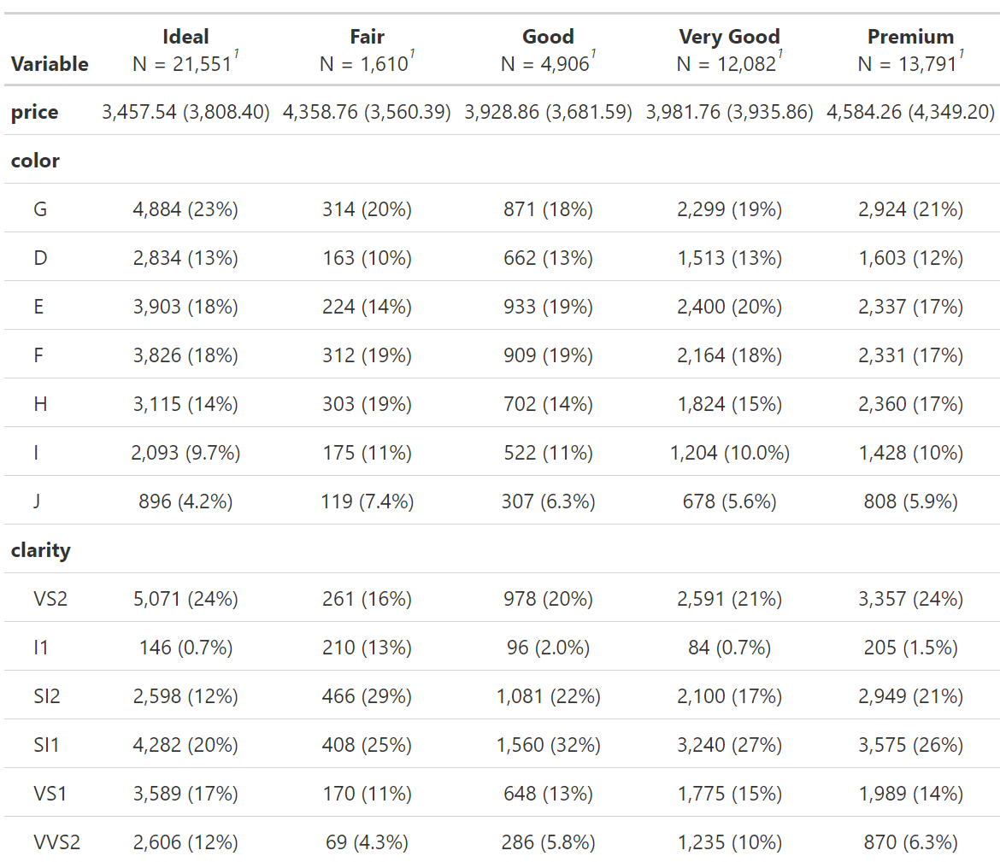 Variable Ideal N = 21,551¹ Fair N = 1,610¹ Good N = 4,906¹ Very Good N = 12,082¹ Premium N = 13,791¹
price 3,457.54 (3,808.40) 4,358.76 (3,560.39) 3,928.86 (3,681.59) 3,981.76 (3,935.86) 4,584.26 (4,349.20)
color
G 4,884 (23%) 314 (20%) 871 (18%) 2,299 (19%) 2,924 (21%)
D 2,834 (13%) 163 (10%) 662 (13%) 1,513 (13%) 1,603 (12%)
E 3,903 (18%) 224 (14%) 933 (19%) 2,400 (20%) 2,337 (17%)
F 3,826 (18%) 312 (19%) 909 (19%) 2,164 (18%) 2,331 (17%)
H 3,115 (14%) 303 (19%) 702 (14%) 1,824 (15%) 2,360 (17%)
I 2,093 (9.7%) 175 (11%) 522 (11%) 1,204 (10.0%) 1,428 (10%)
J 896 (4.2%) 119 (7.4%) 307 (6.3%) 678 (5.6%) 808 (5.9%)
clarity
VS2 5,071 (24%) 261 (16%) 978 (20%) 2,591 (21%) 3,357 (24%)
I1 146 (0.7%) 210 (13%) 96 (2.0%) 84 (0.7%) 205 (1.5%)
SI2 2,598 (12%) 466 (29%) 1,081 (22%) 2,100 (17%) 2,949 (21%)
SI1 4,282 (20%) 408 (25%) 1,560 (32%) 3,240 (27%) 3,575 (26%)
VS1 3,589 (17%) 170 (11%) 648 (13%) 1,775 (15%) 1,989 (14%)
VVS2 2,606 (12%) 69 (4.3%) 286 (5.8%) 1,235 (10%) 870 (6.3%)